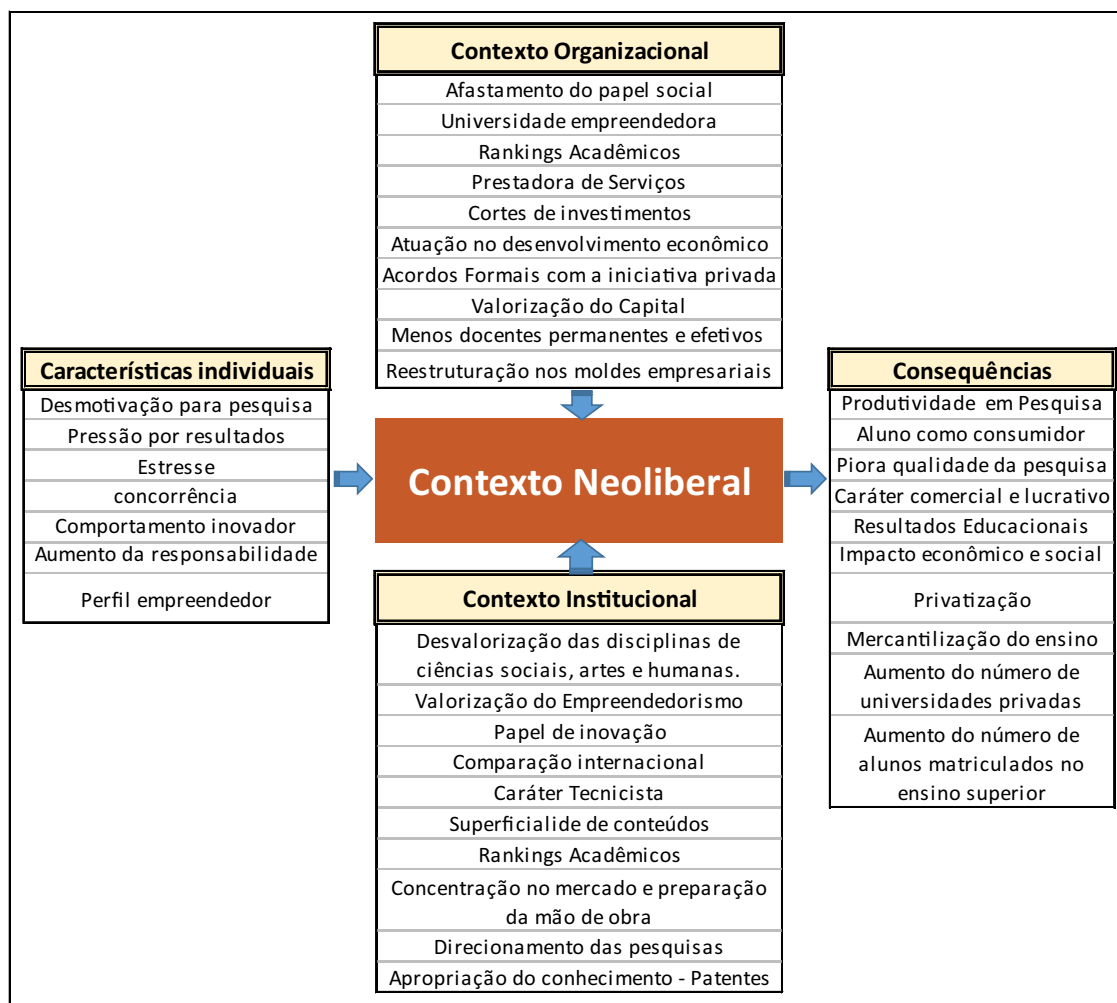 Contexto Organizacional
Afastamento do papel social
Universidade empreendedora
Rankings Acadêmicos
Prestadora de Serviços
Cortes de investimentos
Atuação no desenvolvimento econômico
Acordos Formais com a iniciativa privada
Valorização do Capital
Menos docentes permanentes e efetivos
Reestruturação nos moldes empresariais
Características individuais
Desmotivação para pesquisa
Pressão por resultados
Estresse
concorrência
Comportamento inovador
Aumento da responsabilidade
Perfil empreendedor
Contexto Neoliberal
Consequências
Produtividade em Pesquisa
Aluno como consumidor
Piora qualidade da pesquisa
Caráter comercial e lucrativo
Resultados Educacionais
Impacto econômico e social
Privatização
Mercantilização do ensino
Aumento do número de
universidades privadas
Aumento do número de
alunos matriculados no
ensino superior
Contexto Institucional
Desvalorização das disciplinas de
ciências sociais, artes e humanas.
Valorização do Empreendedorismo
Papel de inovação
Comparação internacional
Caráter Tecnicista
Superficialide de conteúdos
Rankings Acadêmicos
Concentração no mercado e preparação
da mão de obra
Direcionamento das pesquisas
Apropriação do conhecimento - Patentes